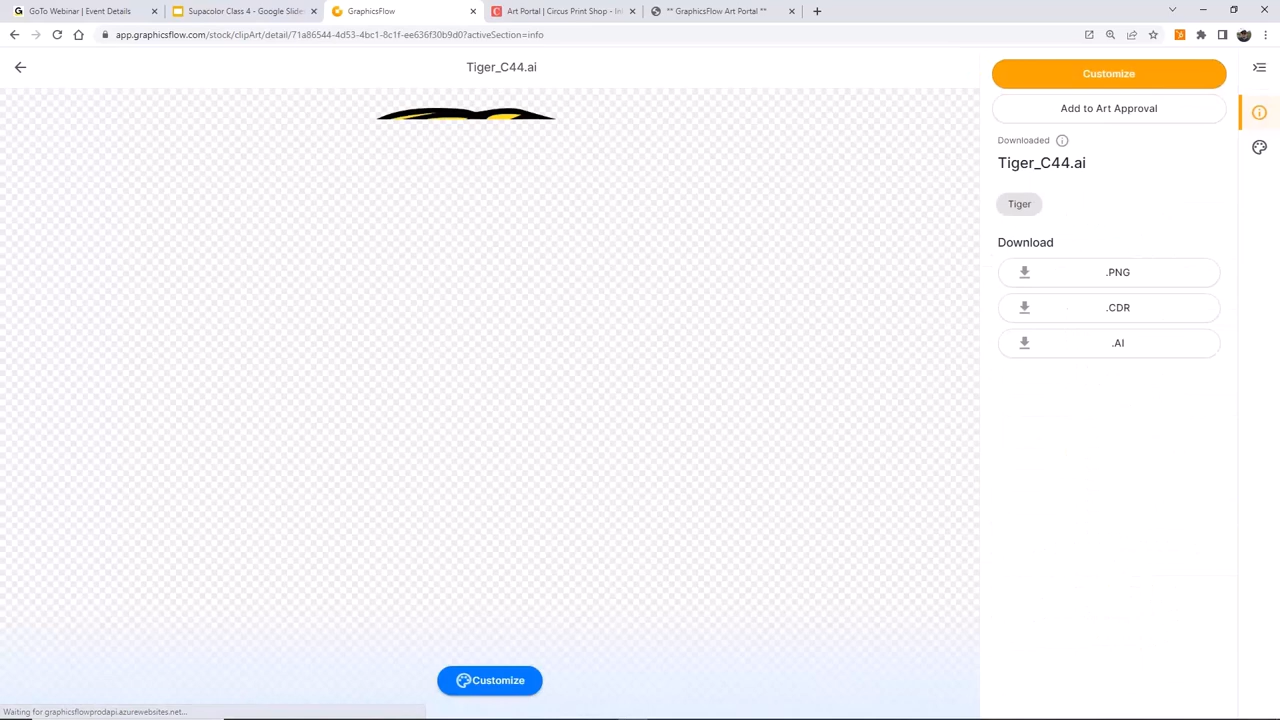 GoTo Webinar | Event Details
Supacolor Class 4 - Google Slide
GraphicsFlow
Art Portal | Circus Print Shop - Inl
** GraphicsFlow Art Portal **
app.graphicsflow.com/stock/clipArt/detail/71a86544-4d53-4bc1-8c1f-ee636f30b9d0?activeSection=info
Tiger_C44.ai
Customize
Add to Art Approval
Downloaded
Tiger_C44.ai
Tiger
Download
.PNG
.CDR
.AI
Customize
Waiting for graphicsflowprodapi.azurewebsites.net...